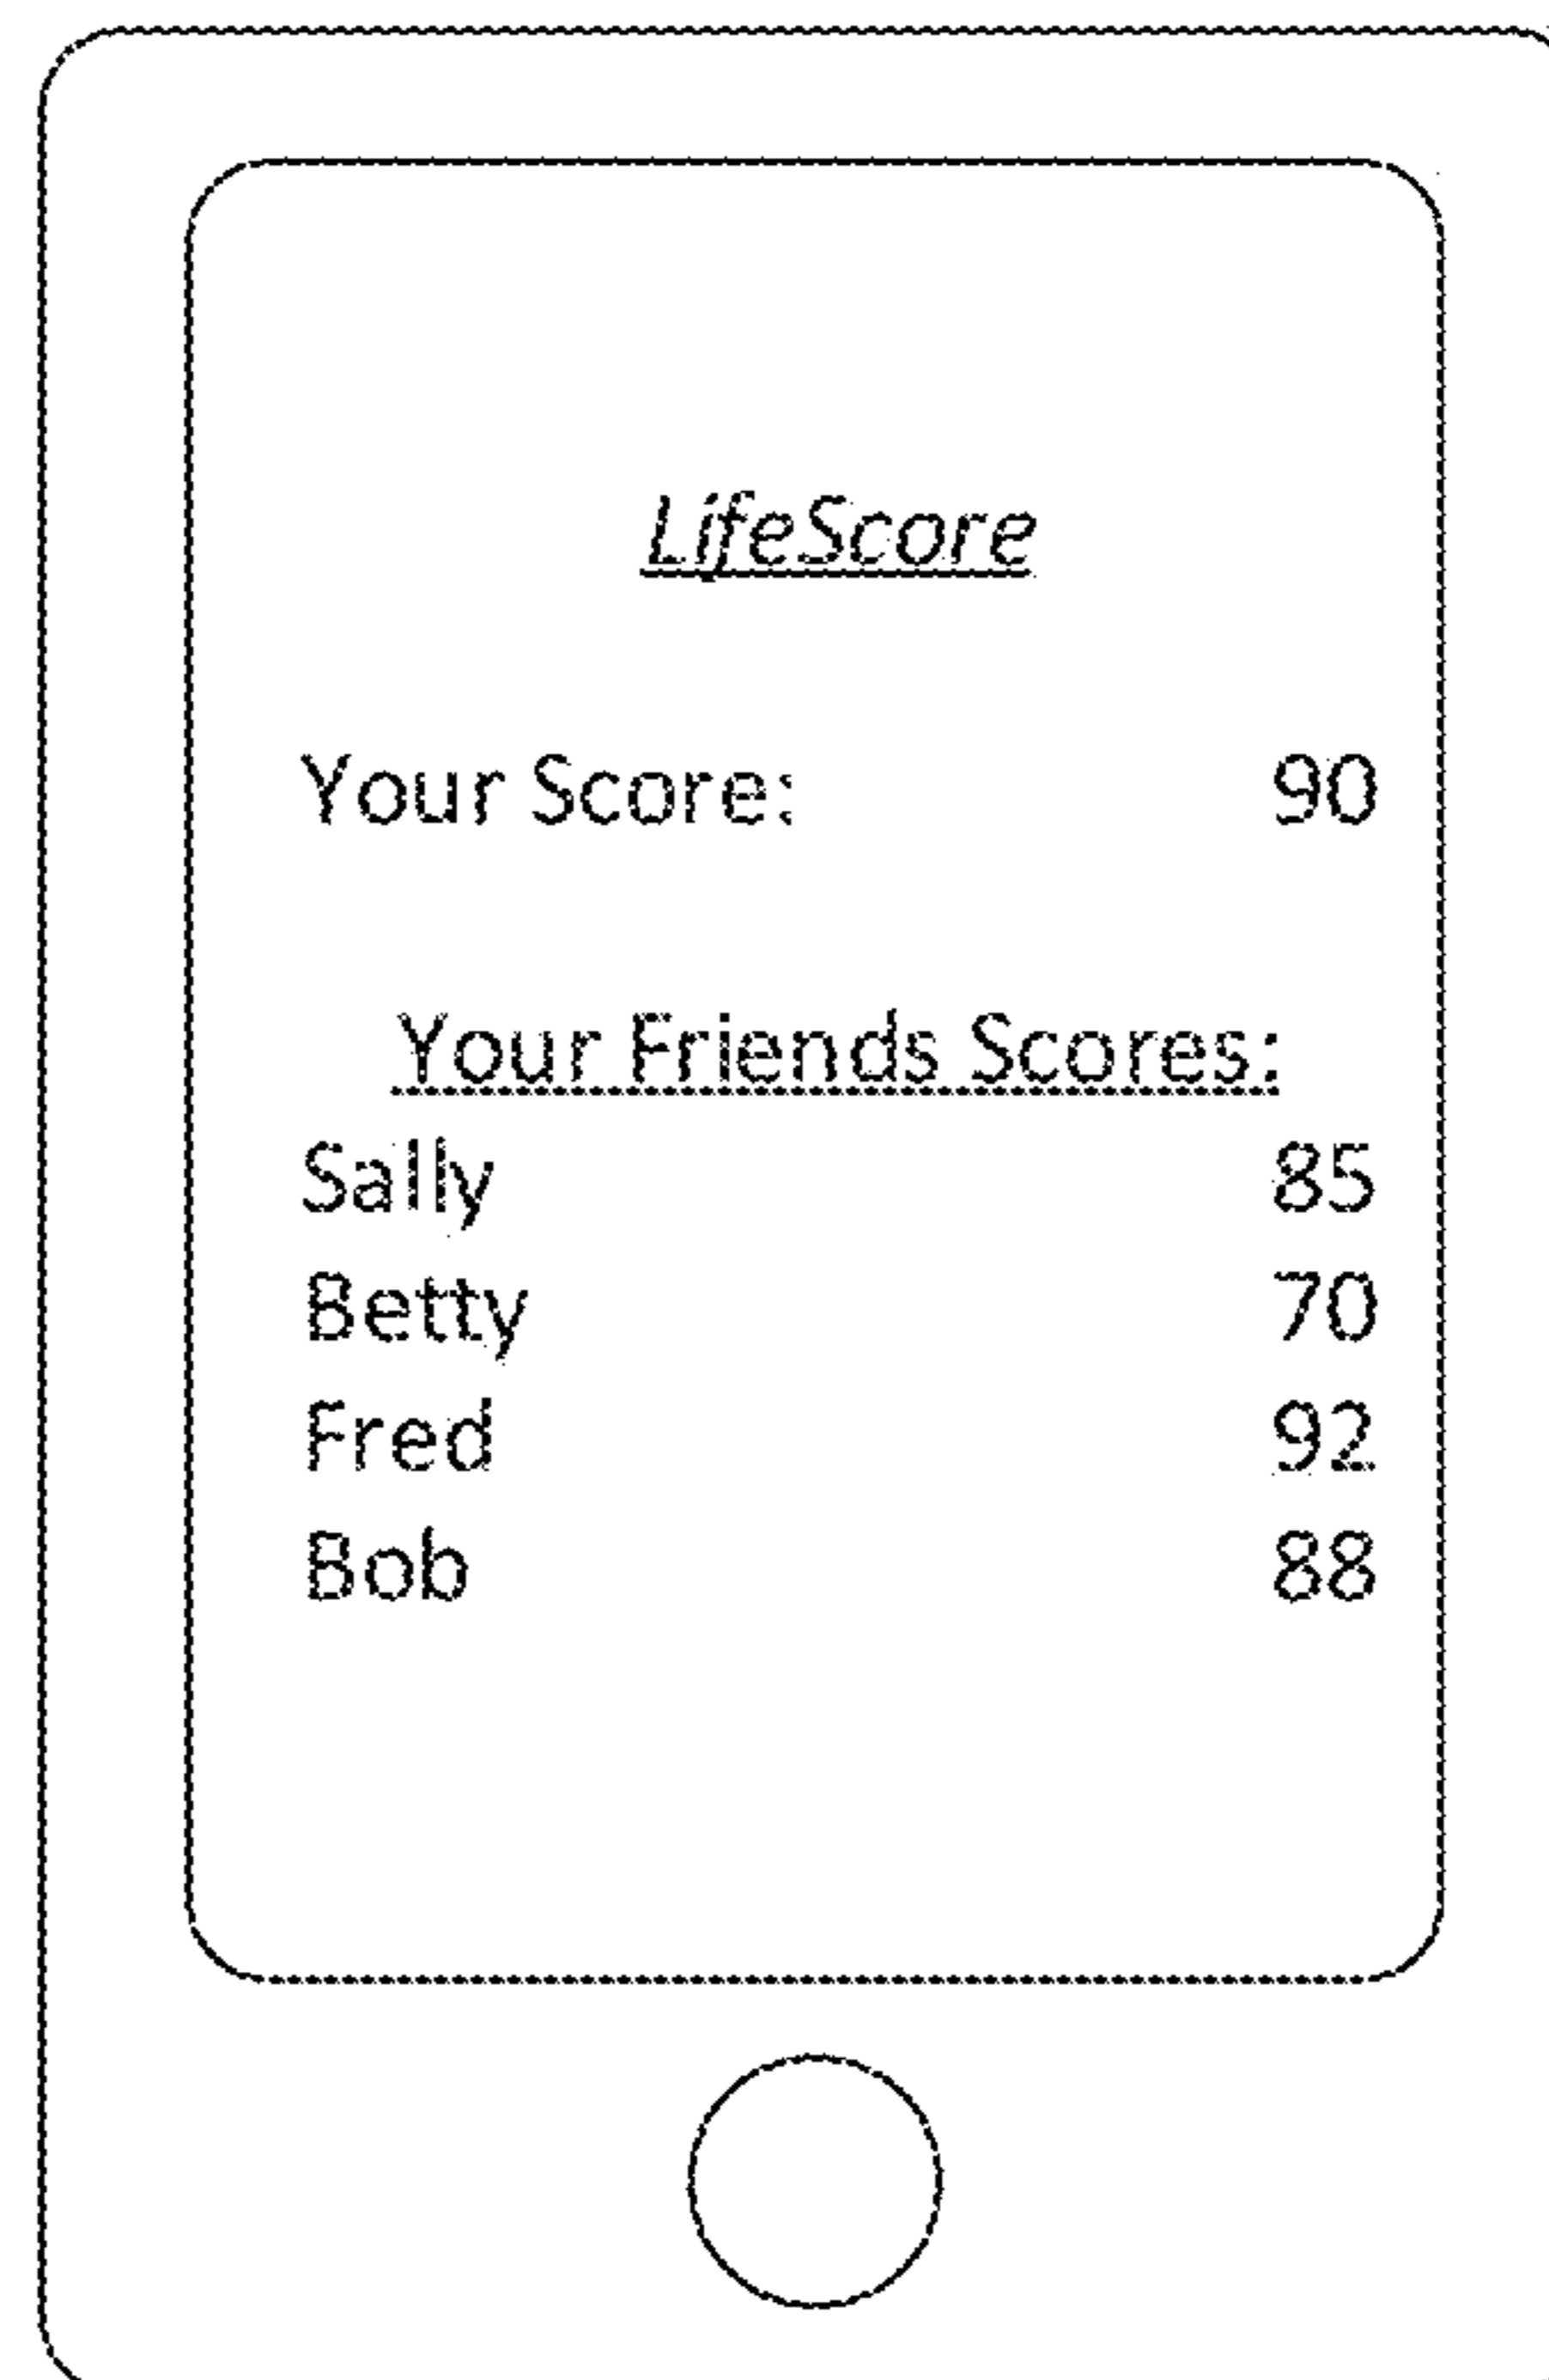 LifeScore
Your Score: 90
Your Friends Scores:
Sally 85
Betty 70
Fred 92
Bob 88